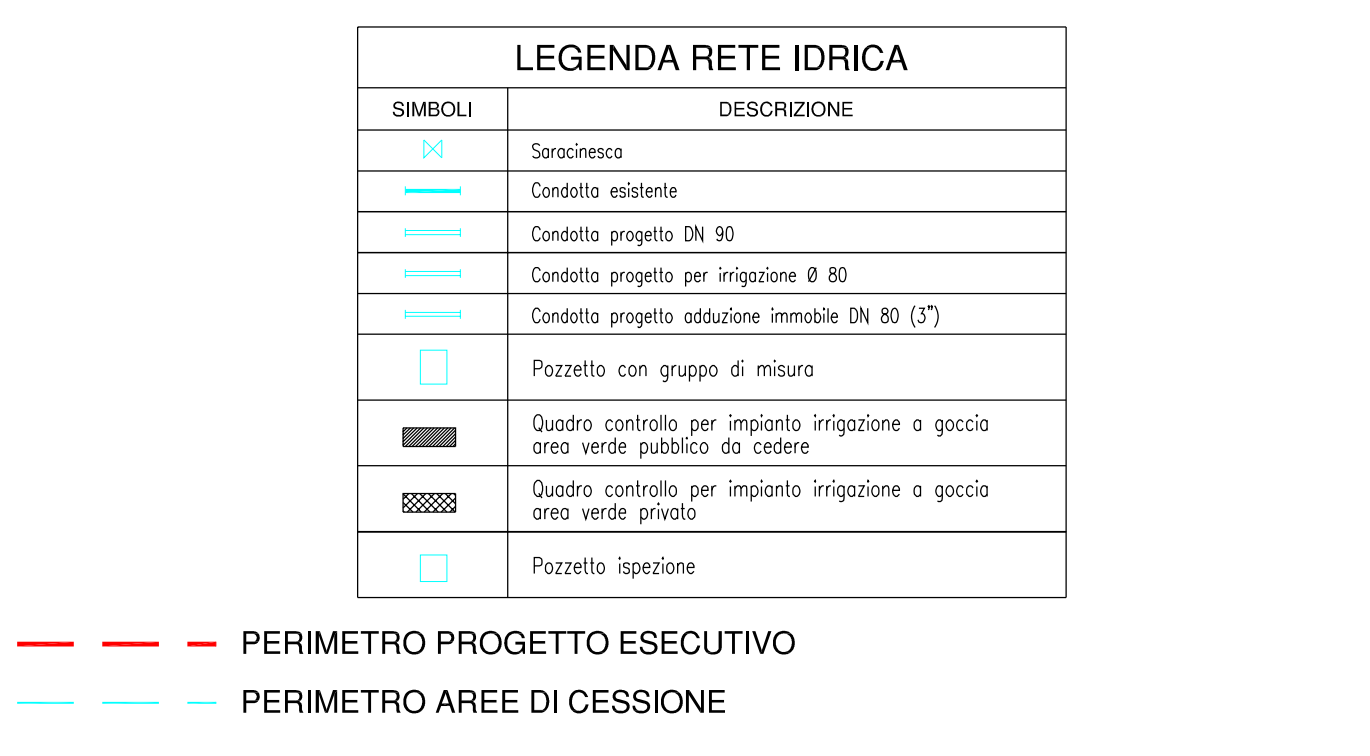 LEGENDA RETE IDRICA
SIMBOLI DESCRIZIONE
Saracinesca
Condotta esistente
Condotta progetto DN 90
Condotta progetto per irrigazione Ø 80
Condotta progetto adduzione immobile DN 80 (3")
Pozzetto con gruppo di misura
Quadro controllo per impianto irrigazione a goccia
area verde pubblico da cedere
Quadro controllo per impianto irrigazione a goccia
area verde privato
Pozzetto ispezione
PERIMETRO PROGETTO ESECUTIVO
PERIMETRO AREE DI CESSIONE